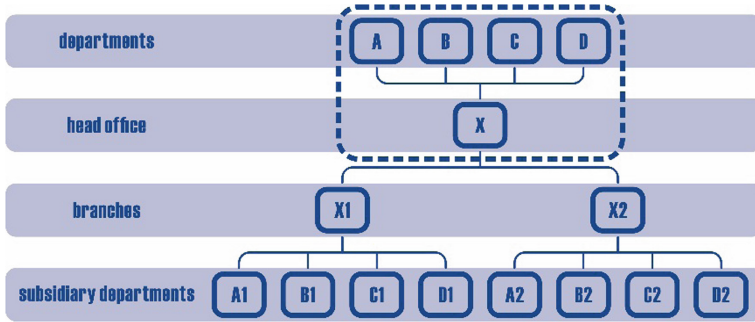 departments A B C D
head office X
branches X1 X2
subsidiary departments A1 B1 C1 D1 A2 B2 C2 D2